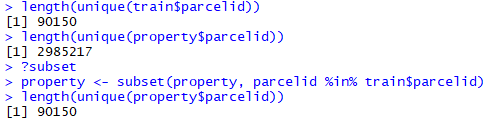 > length(unique(train$parcelid))
[1] 90150
> length(unique(property$parcelid))
[1] 2985217
> ?subset
> property <- subset(property, parcelid %in% train$parcelid)
> length(unique(property$parcelid))
[1] 90150